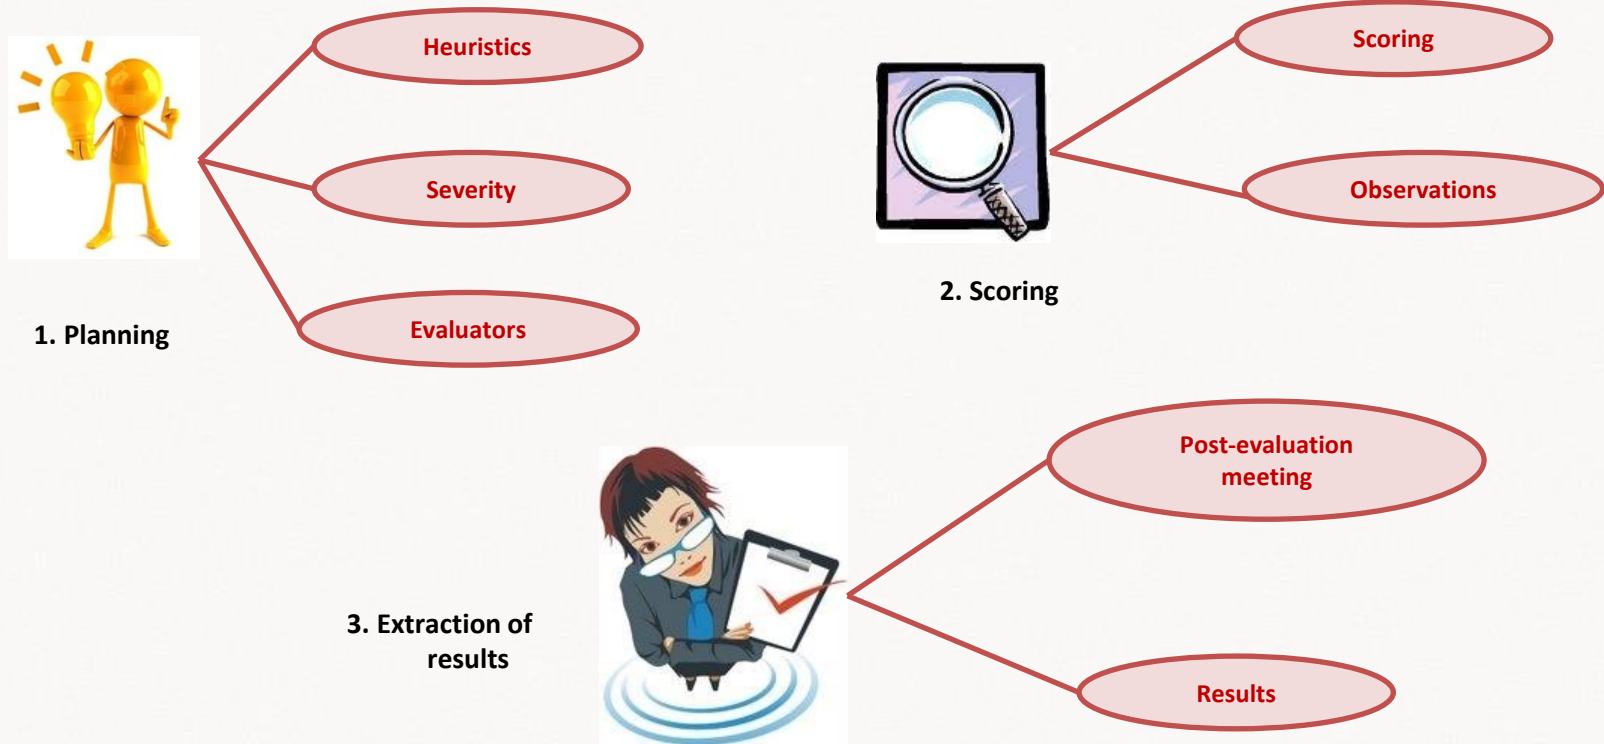 Heuristics
Severity
Evaluators
1. Planning
Scoring
Observations
2. Scoring
Post-evaluation
meeting
Results
3. Extraction of
results